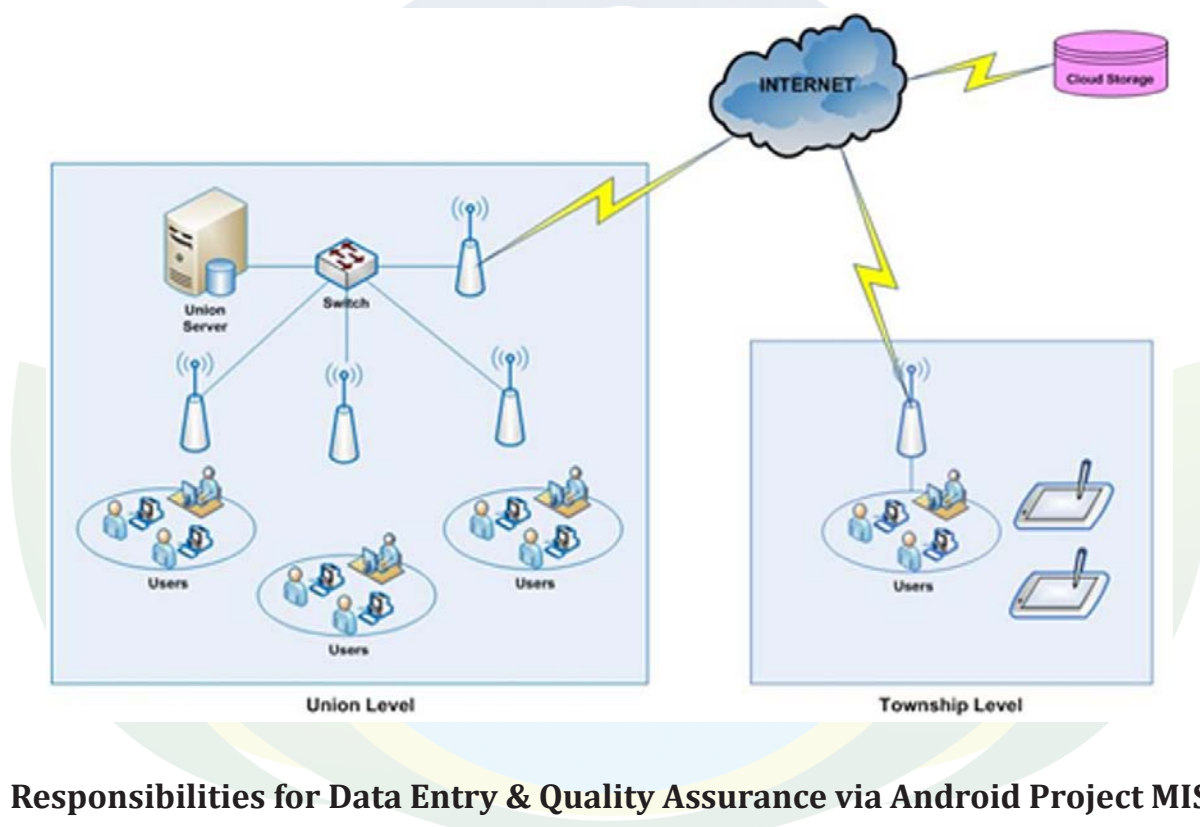 INTERNET
Cloud Storage
Union
Server
Switch
Users
Users
Users
Users
Union Level
Township Level
Responsibilities for Data Entry & Quality Assurance via Android Project MIS